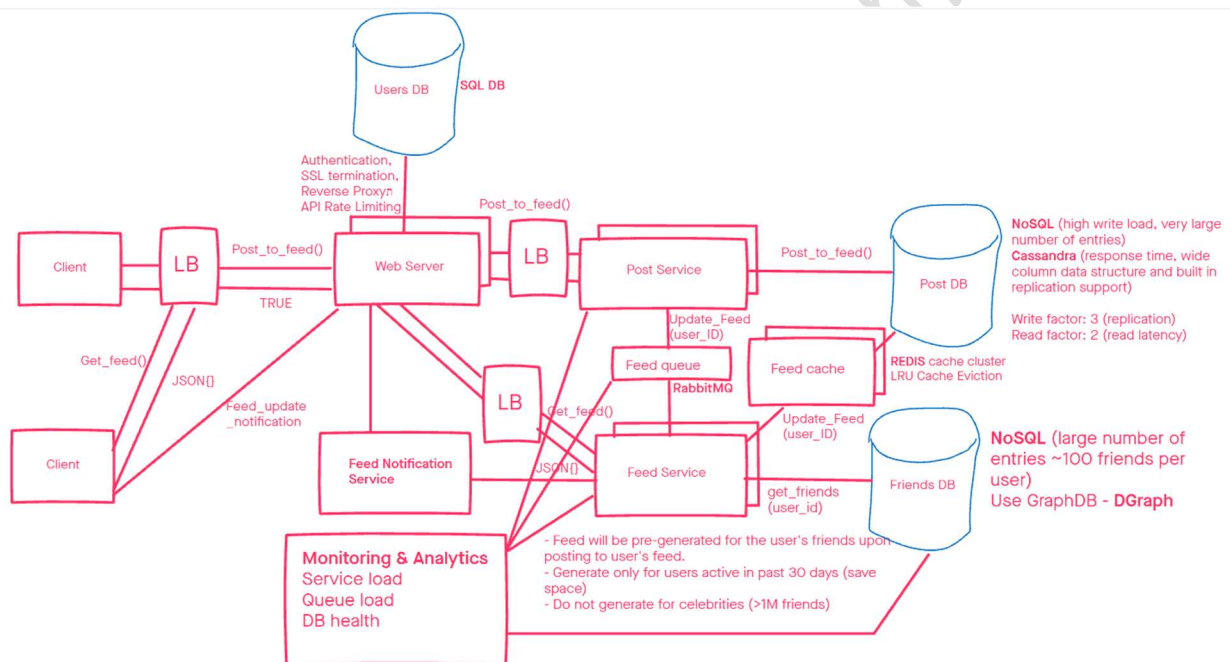 Users DB
SQL DB
Authentication,
SSL termination,
Reverse Proxyת
API Rate Limiting
Post_to_feed()
Client
LB
Post_to_feed()
TRUE
Web Server
LB
Post Service
Post_to_feed()
Post DB
NoSQL (high write load, very large
number of entries)
Cassandra (response time, wide
column data structure and built in
replication support)
Write factor: 3 (replication)
Read factor: 2 (read latency)
Update_Feed
(user_ID)
Feed queue
RabbitMQ
Feed cache
REDIS cache cluster
LRU Cache Eviction
Get_feed()
JSON{}
Feed_update
_notification
LB
Get_feed()
JSON{}
Update_Feed
(user_ID)
Client
Feed Notification
Service
Feed Service
get_friends
(user_id)
Friends DB
NoSQL (large number of
entries ~100 friends per
user)
Use GraphDB - DGraph
Monitoring & Analytics
Service load
Queue load
DB health
- Feed will be pre-generated for the user's friends upon
posting to user's feed.
- Generate only for users active in past 30 days (save
space)
- Do not generate for celebrities (>1M friends)